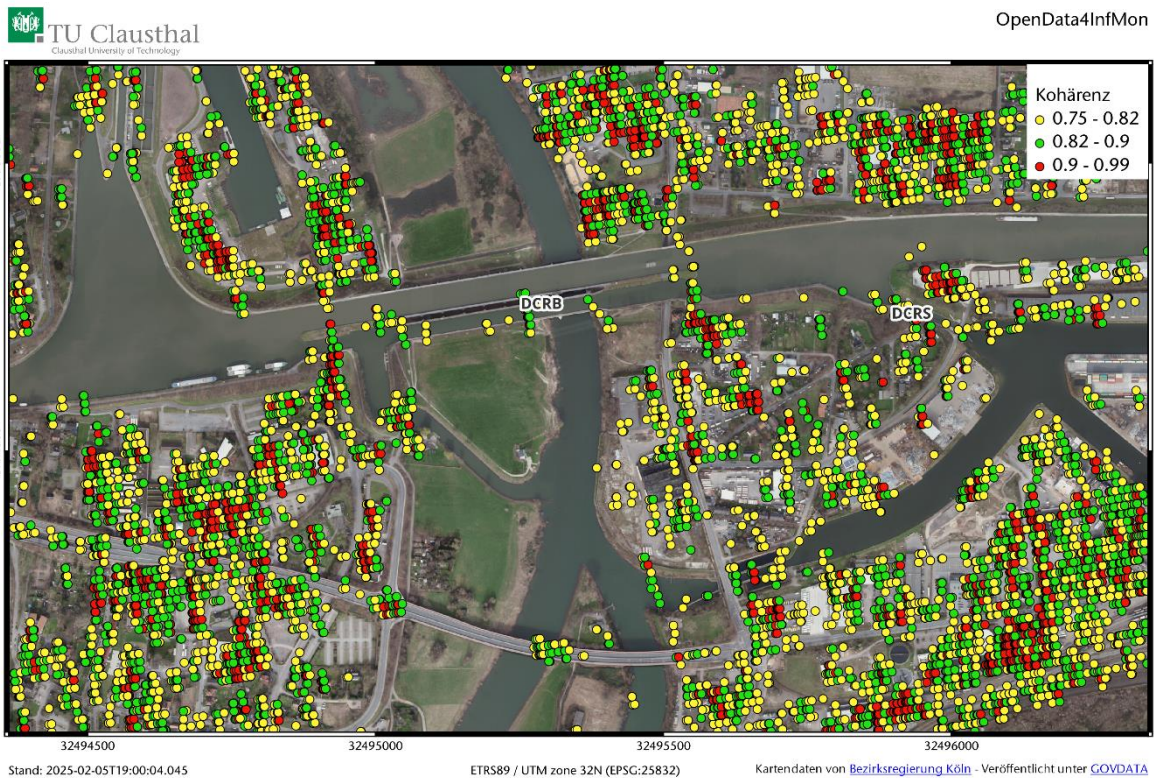 TU Clausthal
Clausthal University of Technology
OpenData4InfMon
Kohärenz
0.75 - 0.82
0.82 - 0.9
0.9 - 0.99
DCRB
DCRS
32494500 32495000 32495500 32496000
Stand: 2025-02-05T19:00:04.045 ETRS89 / UTM zone 32N (EPSG:25832) Kartendaten von Bezirksregierung Köln - Veröffentlicht unter GOVDATA